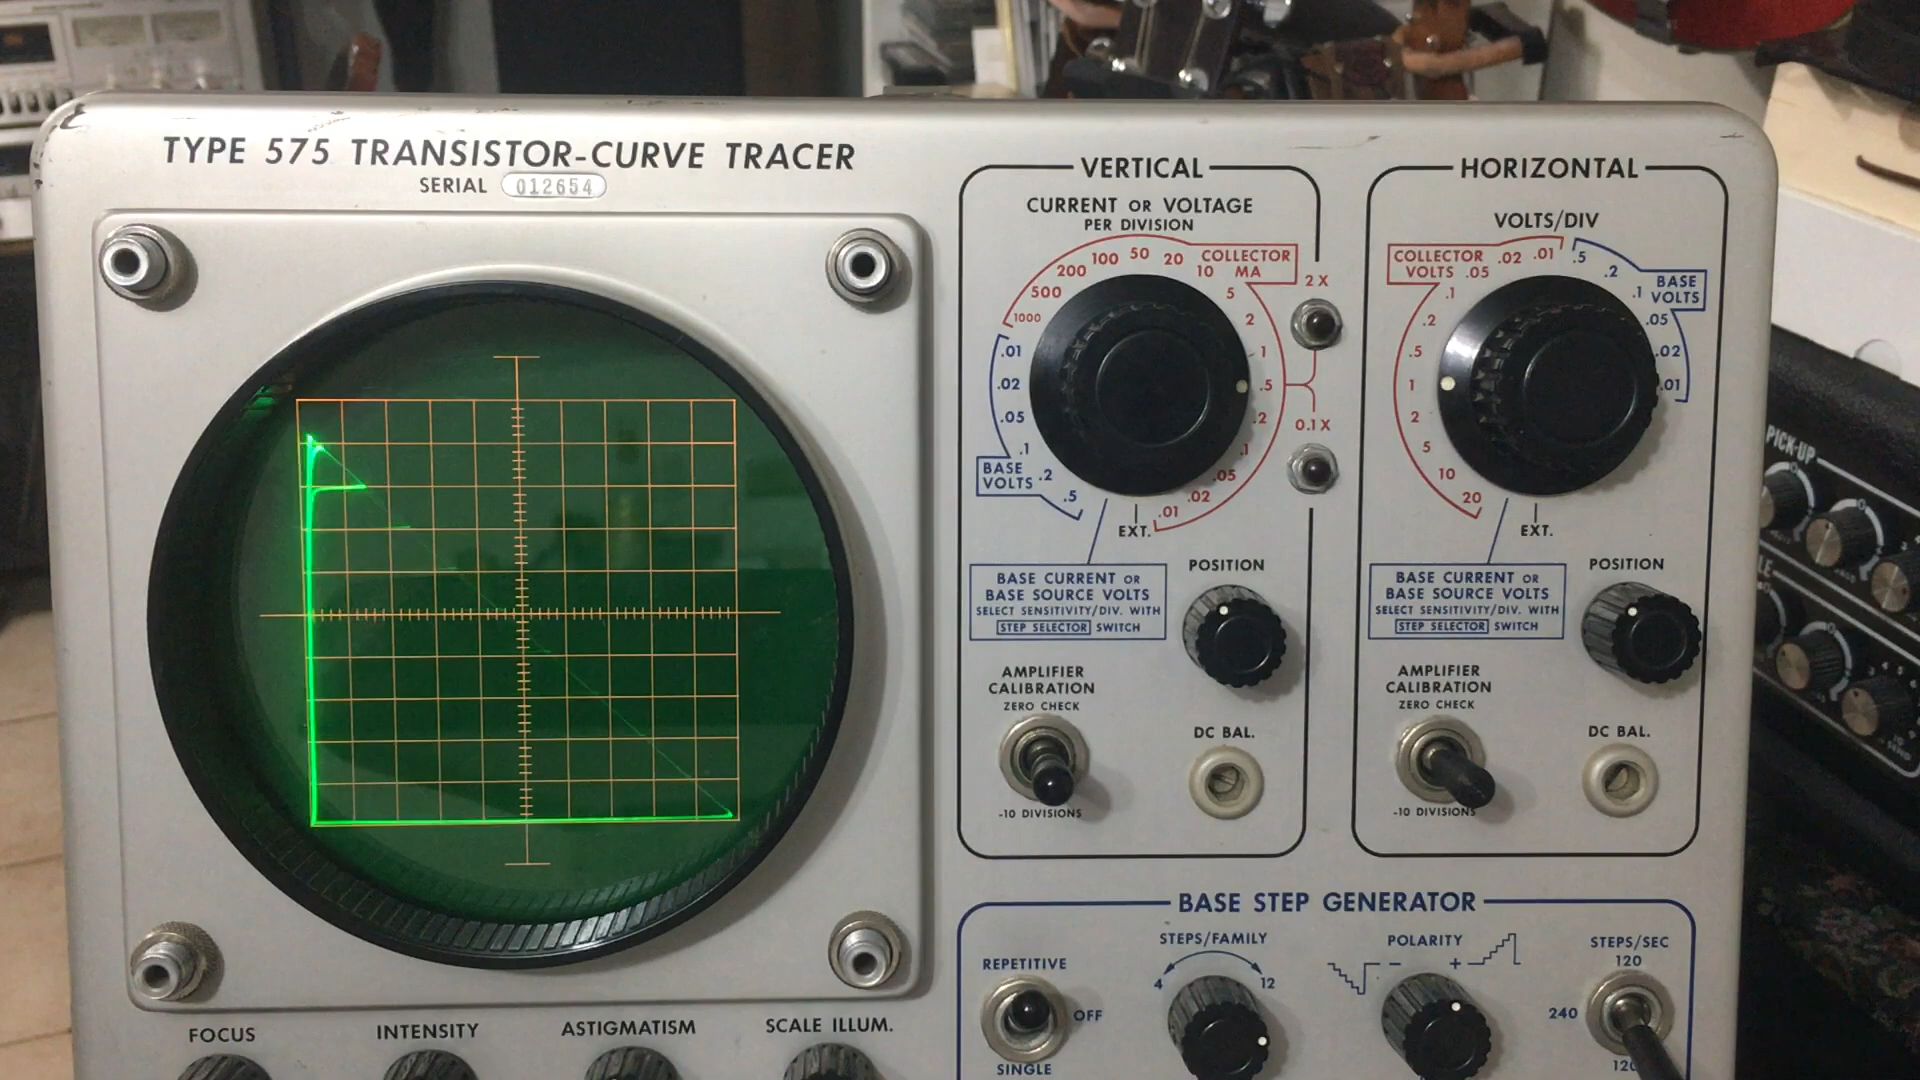 TYPE 575 TRANSISTOR-CURVE TRACER
SERIAL 012654
VERTICAL
CURRENT OR VOLTAGE
PER DIVISION
COLLECTOR
MA
1000
500
200
100
50
20
10
5
2
1
.5
.2
.1
.05
.02
.01
EXT.
.01
.02
.05
.1
.2
.5
BASE
VOLTS
2 X
0.1 X
BASE CURRENT OR
BASE SOURCE VOLTS
SELECT SENSITIVITY/DIV. WITH
STEP SELECTOR SWITCH
POSITION
AMPLIFIER
CALIBRATION
ZERO CHECK
-10 DIVISIONS
DC BAL.
HORIZONTAL
VOLTS/DIV
COLLECTOR
VOLTS
.01
.02
.05
.1
.2
.5
1
2
5
10
20
EXT.
.5
.2
.1
.05
.02
.01
BASE
VOLTS
BASE CURRENT OR
BASE SOURCE VOLTS
SELECT SENSITIVITY/DIV. WITH
STEP SELECTOR SWITCH
POSITION
AMPLIFIER
CALIBRATION
ZERO CHECK
-10 DIVISIONS
DC BAL.
PICK-UP
BASE STEP GENERATOR
REPETITIVE
OFF
SINGLE
STEPS/FAMILY
4 12
POLARITY
- +
STEPS/SEC
120
240
120
FOCUS
INTENSITY
ASTIGMATISM
SCALE ILLUM.